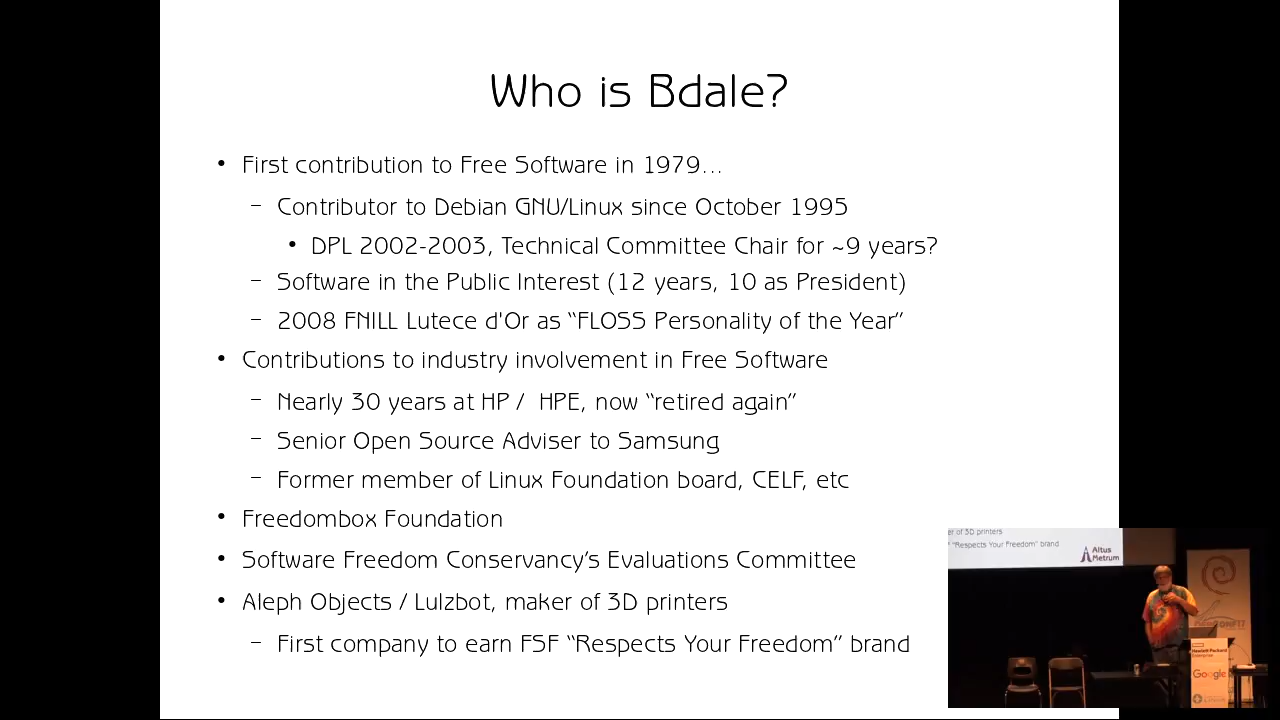 Who is Bdale?
• First contribution to Free Software in 1979...
– Contributor to Debian GNU/Linux since October 1995
• DPL 2002-2003, Technical Committee Chair for ~9 years?
– Software in the Public Interest (12 years, 10 as President)
– 2008 FNILL Lutece d'Or as “FLOSS Personality of the Year”
• Contributions to industry involvement in Free Software
– Nearly 30 years at HP / HPE, now “retired again”
– Senior Open Source Adviser to Samsung
– Former member of Linux Foundation board, CELF, etc
• Freedombox Foundation
• Software Freedom Conservancy’s Evaluations Committee
• Aleph Objects / Lulzbot, maker of 3D printers
– First company to earn FSF “Respects Your Freedom” brand
er of 3D printers
“Respects Your Freedom” brand
Altus
Metrum
Hewlett Packard
Enterprise
Google